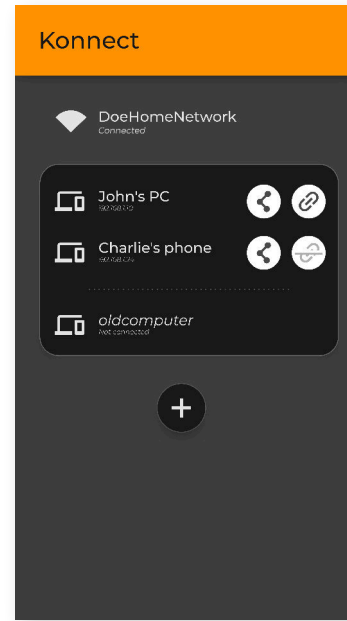 Konnect
DoeHomeNetwork
Connected
John's PC
Charlie's phone
oldcomputer
Not connected